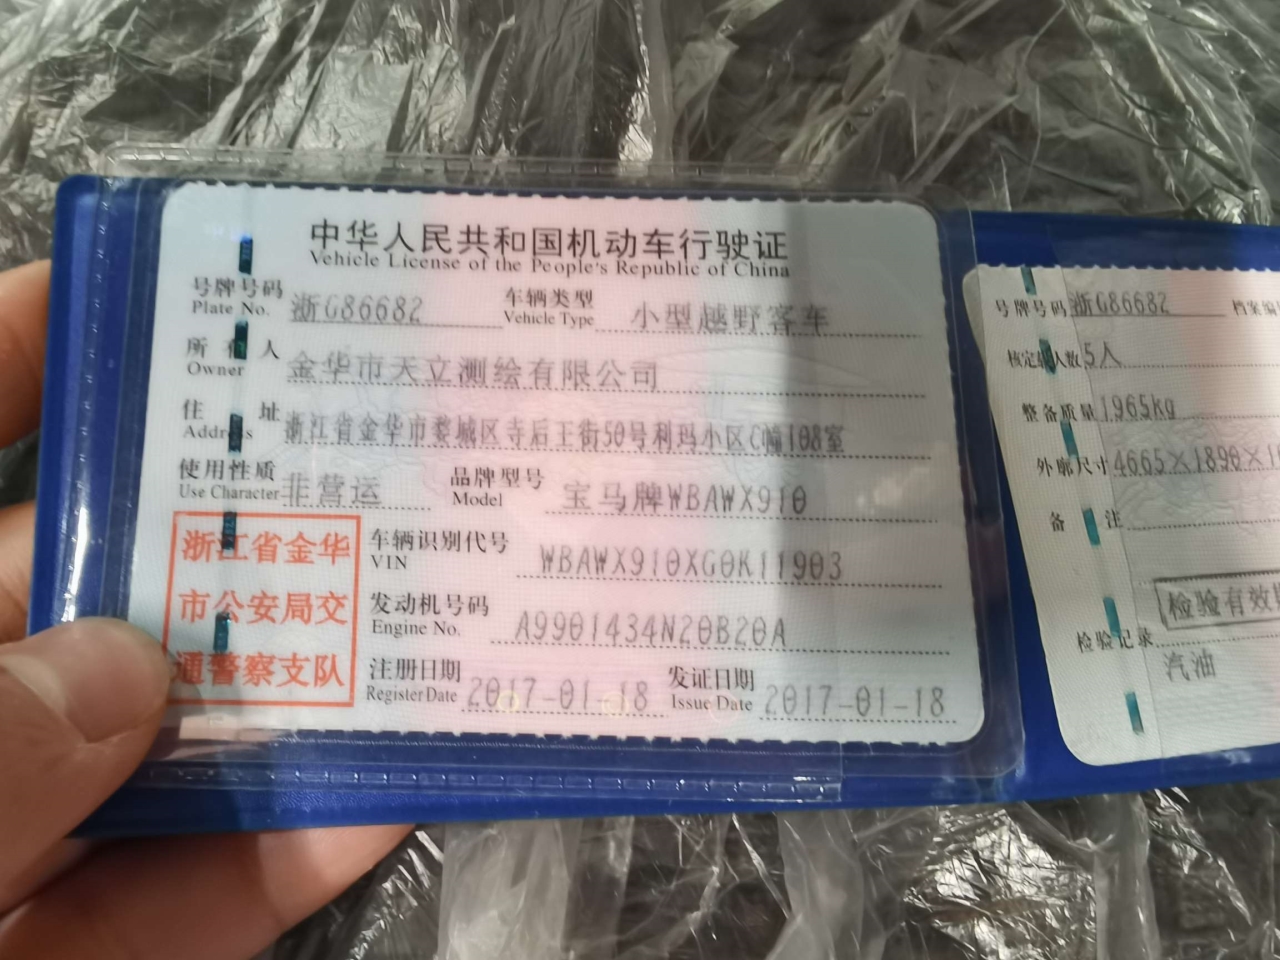 中华人民共和国机动车行驶证
Vehicle License of the People's Republic of China
号牌号码 浙G86682 车辆类型 小型越野客车
Plate No. Vehicle Type
所有人 金华市天立测绘有限公司
Owner
住址 浙江省金华市婺城区寺后王街50号利玛小区C幢108室
Address
使用性质 非营运 品牌型号 宝马牌WBAWX910
Use Character Model
浙江省金华
市公安局交
通警察支队
车辆识别代号 WBAWX910XG0K11903
VIN
发动机号码 A9901434N20B20A
Engine No.
注册日期 2017-01-18 发证日期 2017-01-18
Register Date Issue Date
号牌号码 浙G86682 档案编
核定载人数 5人
整备质量 1965kg
外廓尺寸 4665×1890×1
备注
检验有效
检验记录
汽油